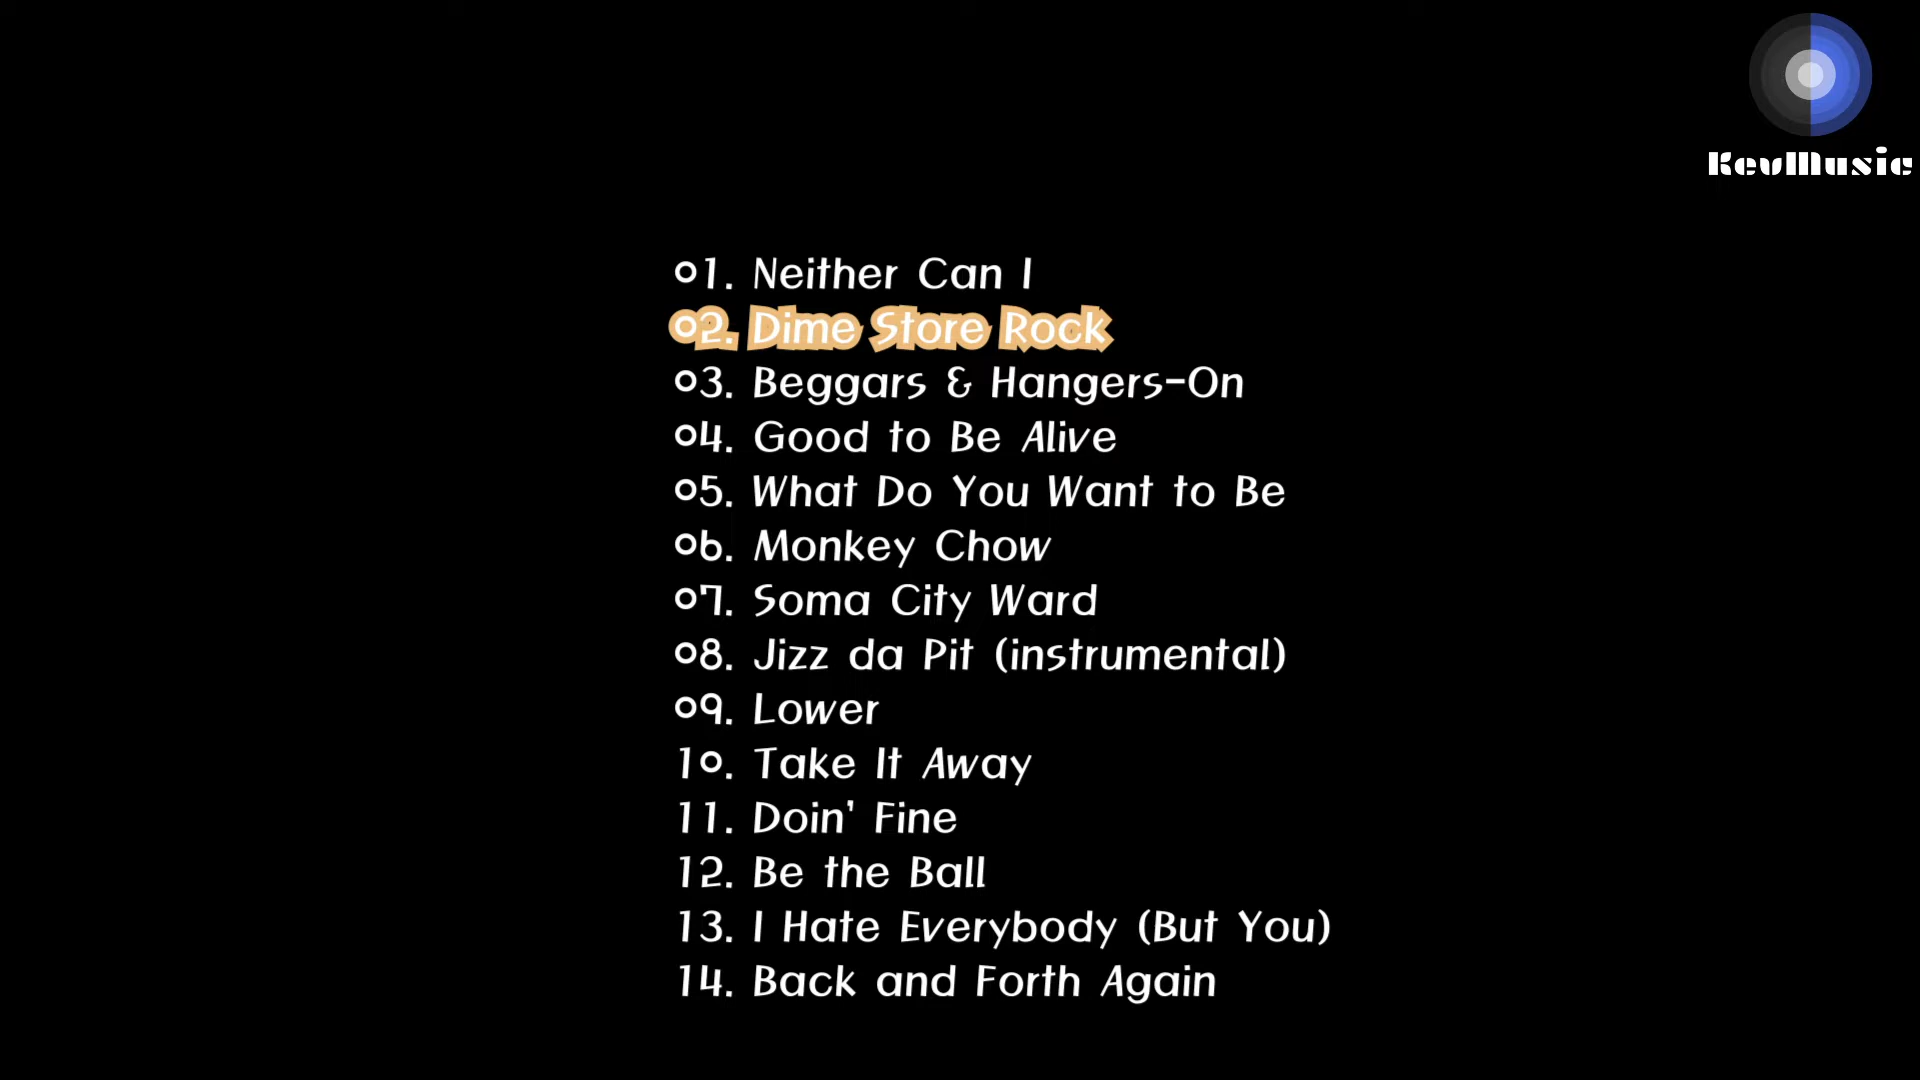 KevMusic
01. Neither Can I
02. Dime Store Rock
03. Beggars & Hangers-On
04. Good to Be Alive
05. What Do You Want to Be
06. Monkey Chow
07. Soma City Ward
08. Jizz da Pit (instrumental)
09. Lower
10. Take It Away
11. Doin' Fine
12. Be the Ball
13. I Hate Everybody (But You)
14. Back and Forth Again